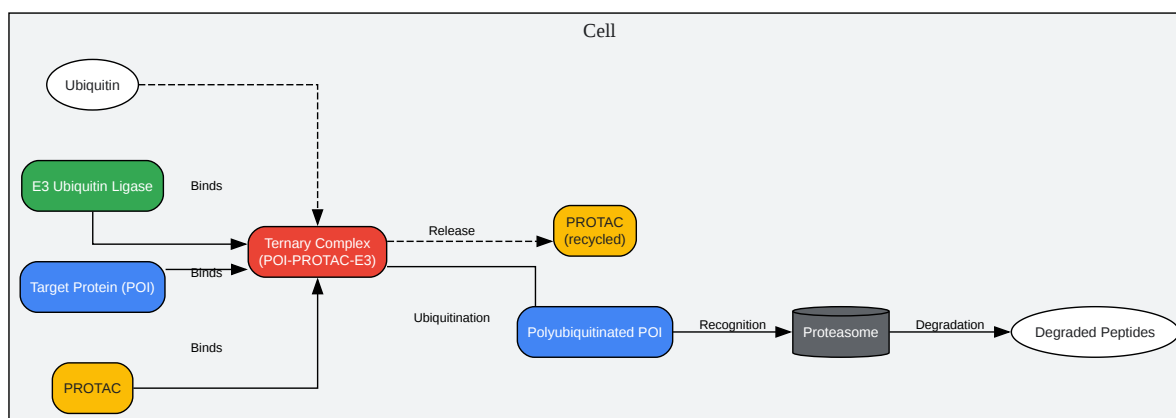 Cell
Ubiquitin
E3 Ubiquitin Ligase
Binds
Target Protein (POI)
Binds
PROTAC
Binds
Ternary Complex
(POI-PROTAC-E3)
Release
PROTAC
(recycled)
Ubiquitination
Polyubiquitinated POI
Recognition
Proteasome
Degradation
Degraded Peptides